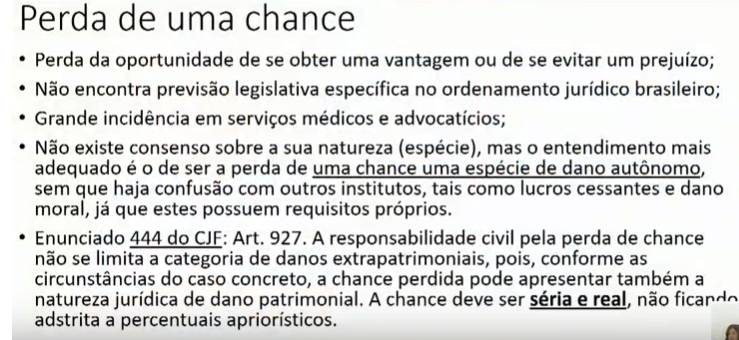 Perda de uma chance
• Perda da oportunidade de se obter uma vantagem ou de se evitar um prejuízo;
• Não encontra previsão legislativa específica no ordenamento jurídico brasileiro;
• Grande incidência em serviços médicos e advocatícios;
• Não existe consenso sobre a sua natureza (espécie), mas o entendimento mais
adequado é o de ser a perda de uma chance uma espécie de dano autônomo,
sem que haja confusão com outros institutos, tais como lucros cessantes e dano
moral, já que estes possuem requisitos próprios.
• Enunciado 444 do CJF: Art. 927. A responsabilidade civil pela perda de chance
não se limita a categoria de danos extrapatrimoniais, pois, conforme as
circunstâncias do caso concreto, a chance perdida pode apresentar também a
natureza jurídica de dano patrimonial. A chance deve ser séria e real, não ficando
adstrita a percentuais apriorísticos.